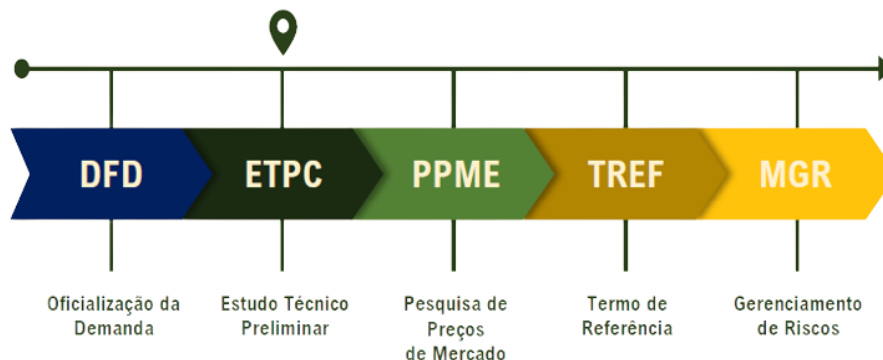 DFD
ETPC
PPME
TREF
MGR
Oficialização da
Demanda
Estudo Técnico
Preliminar
Pesquisa de
Preços
de Mercado
Termo de
Referência
Gerenciamento
de Riscos